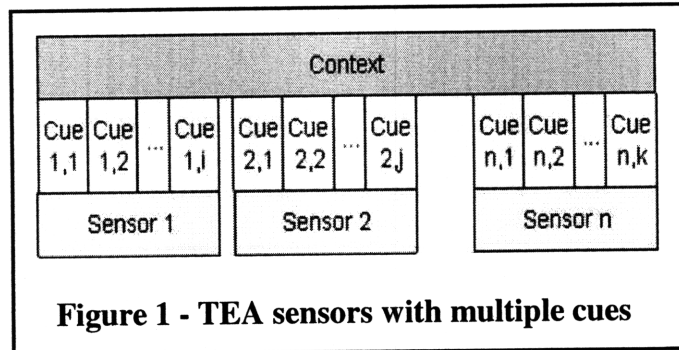 Context
Cue Cue ... Cue Cue Cue ... Cue Cue Cue ... Cue
1,1 1,2 1,i 2,1 2,2 2,j n,1 n,2 n,k
Sensor 1 Sensor 2 Sensor n
Figure 1 - TEA sensors with multiple cues